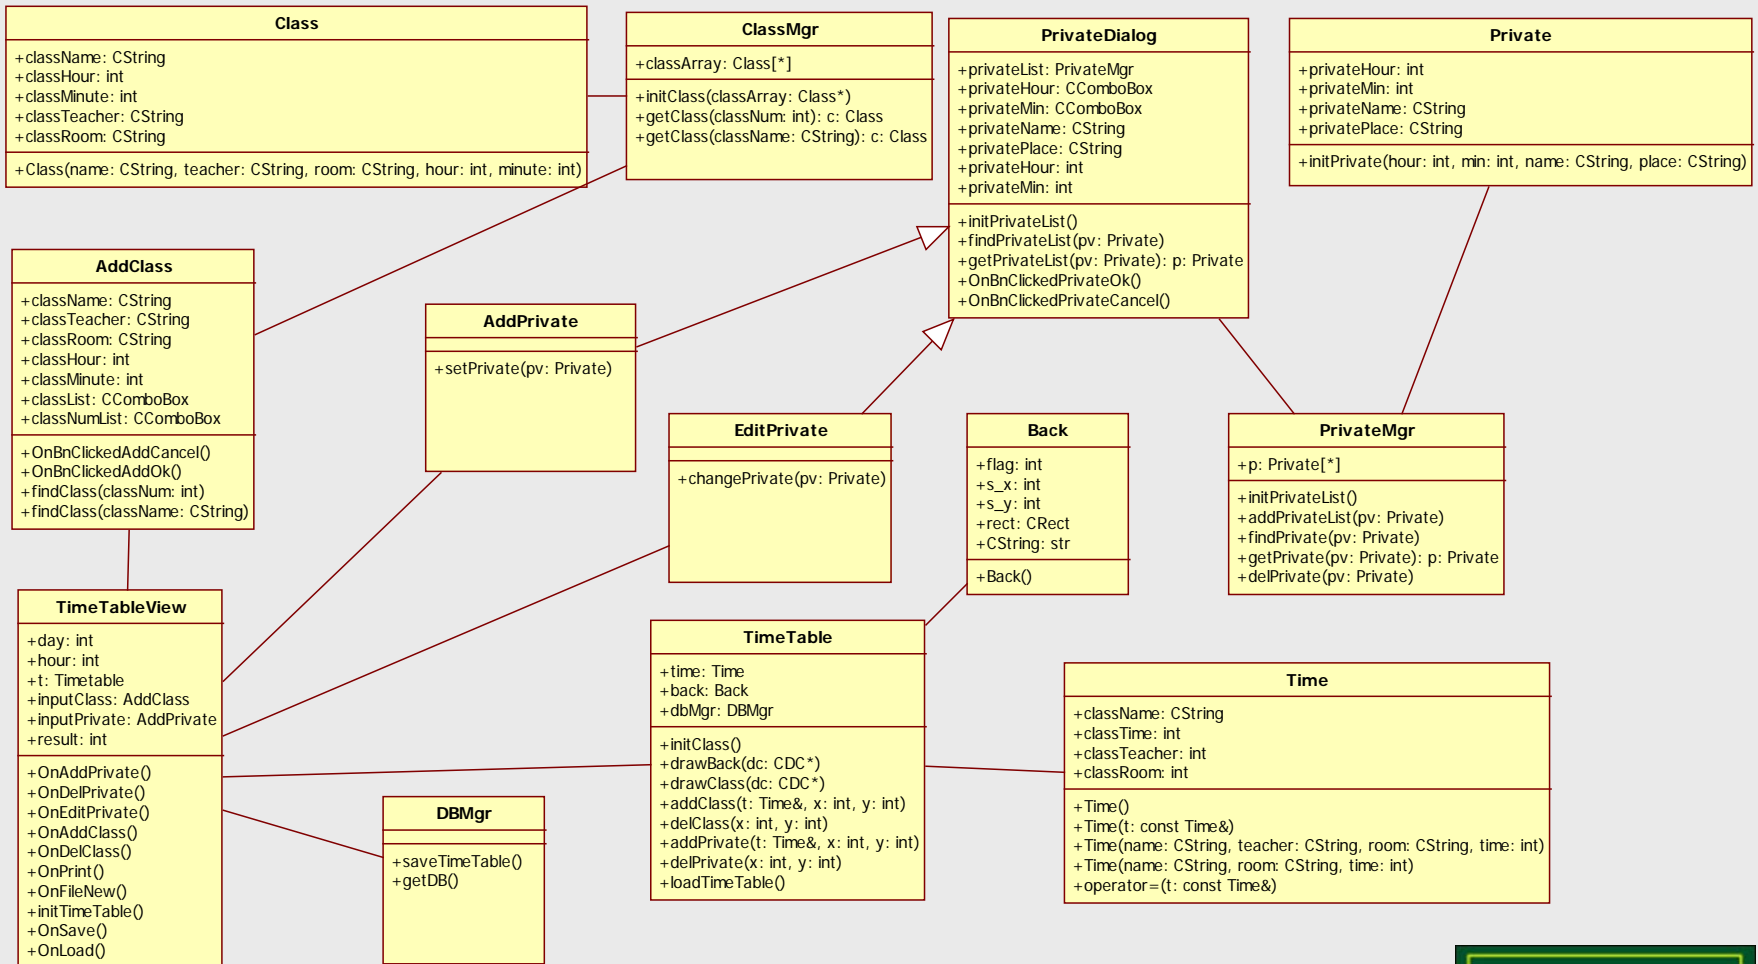 Class
+className: CString
+classHour: int
+classMinute: int
+classTeacher: CString
+classRoom: CString
+Class(name: CString, teacher: CString, room: CString, hour: int, minute: int)
ClassMgr
+classArray: Class[*]
+initClass(classArray: Class*)
+getClass(classNum: int): c: Class
+getClass(className: CString): c: Class
PrivateDialog
+privateList: PrivateMgr
+privateHour: CComboBox
+privateMin: CComboBox
+privateName: CString
+privatePlace: CString
+privateHour: int
+privateMin: int
+initPrivateList()
+findPrivateList(pv: Private)
+getPrivateList(pv: Private): p: Private
+OnBnClickedPrivateOk()
+OnBnClickedPrivateCancel()
Private
+privateHour: int
+privateMin: int
+privateName: CString
+privatePlace: CString
+initPrivate(hour: int, min: int, name: CString, place: CString)
AddClass
+className: CString
+classTeacher: CString
+classRoom: CString
+classHour: int
+classMinute: int
+classList: CComboBox
+classNumList: CComboBox
+OnBnClickedAddCancel()
+OnBnClickedAddOk()
+findClass(classNum: int)
+findClass(className: CString)
AddPrivate
+setPrivate(pv: Private)
EditPrivate
+changePrivate(pv: Private)
Back
+flag: int
+s_x: int
+s_y: int
+rect: CRect
+CString: str
+Back()
PrivateMgr
+p: Private[*]
+initPrivateList()
+addPrivateList(pv: Private)
+findPrivate(pv: Private)
+getPrivate(pv: Private): p: Private
+delPrivate(pv: Private)
TimeTableView
+day: int
+hour: int
+t: Timetable
+inputClass: AddClass
+inputPrivate: AddPrivate
+result: int
+OnAddPrivate()
+OnDelPrivate()
+OnEditPrivate()
+OnAddClass()
+OnDelClass()
+OnPrint()
+OnFileNew()
+initTimeTable()
+OnSave()
+OnLoad()
DBMgr
+saveTimeTable()
+getDB()
TimeTable
+time: Time
+back: Back
+dbMgr: DBMgr
+initClass()
+drawBack(dc: CDC*)
+drawClass(dc: CDC*)
+addClass(t: Time&, x: int, y: int)
+delClass(x: int, y: int)
+addPrivate(t: Time&, x: int, y: int)
+delPrivate(x: int, y: int)
+loadTimeTable()
Time
+className: CString
+classTime: int
+classTeacher: int
+classRoom: int
+Time()
+Time(t: const Time&)
+Time(name: CString, teacher: CString, room: CString, time: int)
+Time(name: CString, room: CString, time: int)
+operator=(t: const Time&)